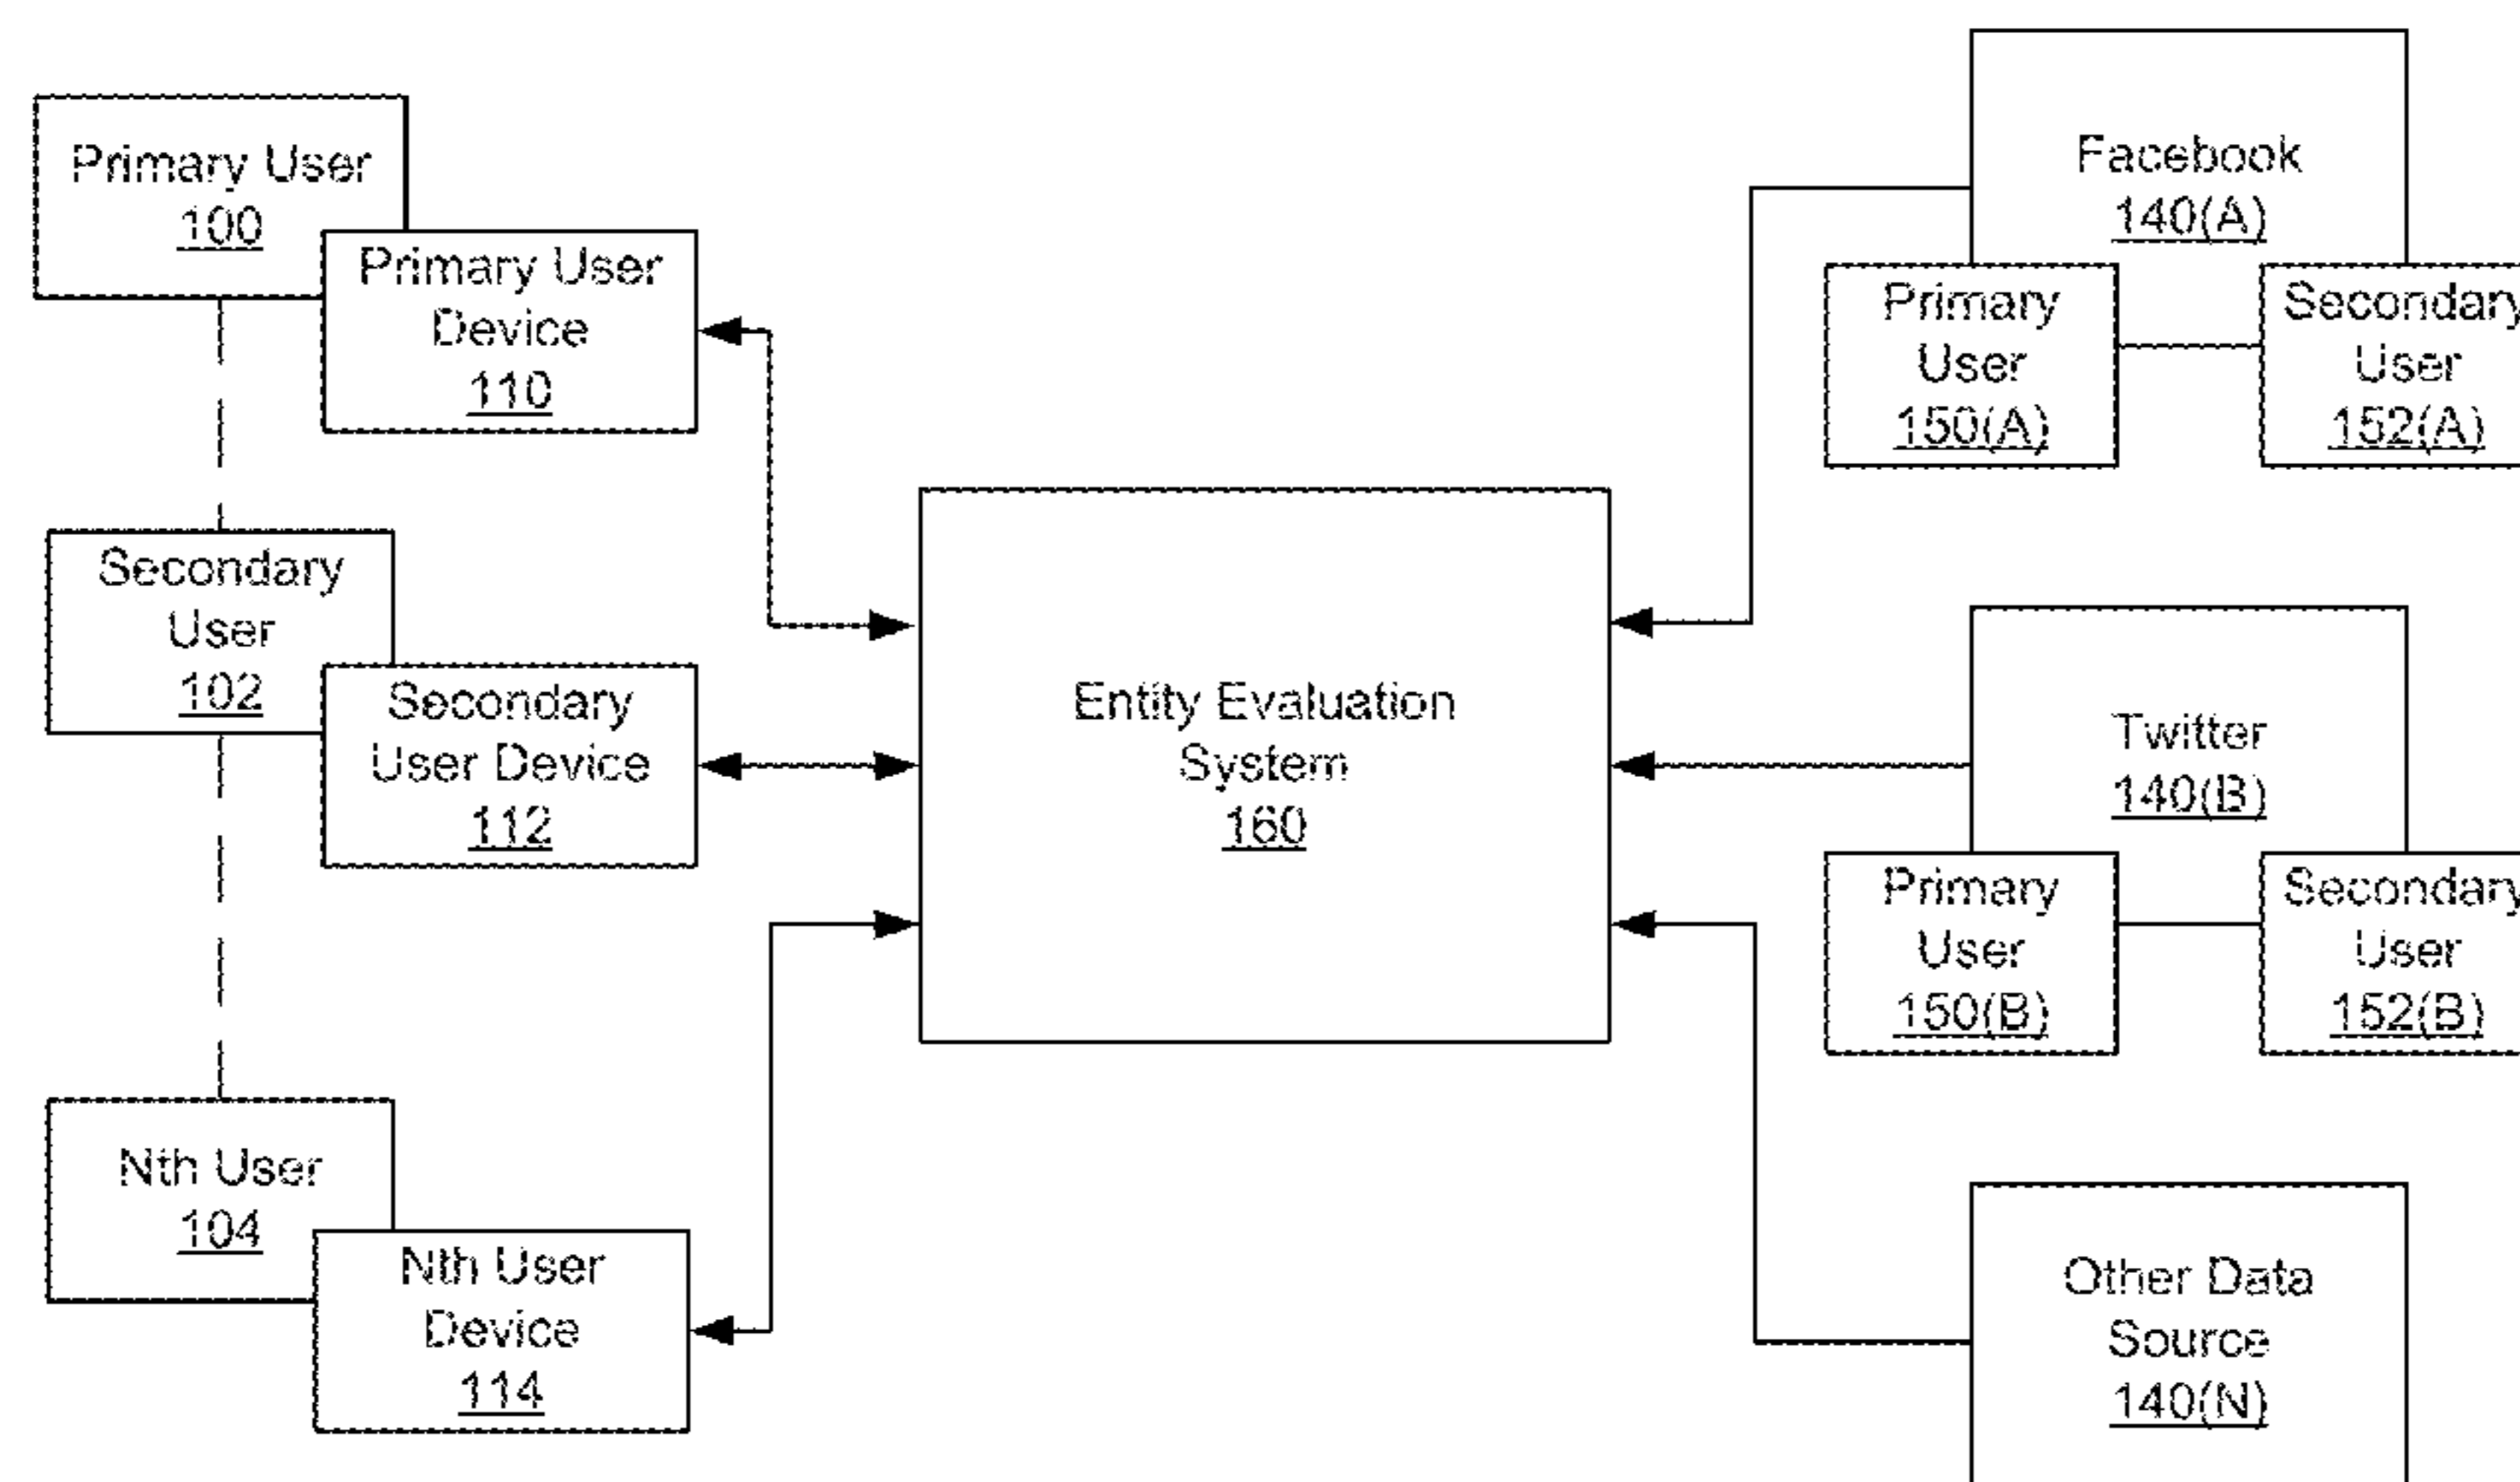 Primary User
100
Primary User
Device
110
Secondary
User
102
Secondary
User Device
112
Nth User
104
Nth User
Device
114
Entity Evaluation
System
160
Facebook
140(A)
Primary
User
150(A)
Secondary
User
152(A)
Twitter
140(B)
Primary
User
150(B)
Secondary
User
152(B)
Other Data
Source
140(N)